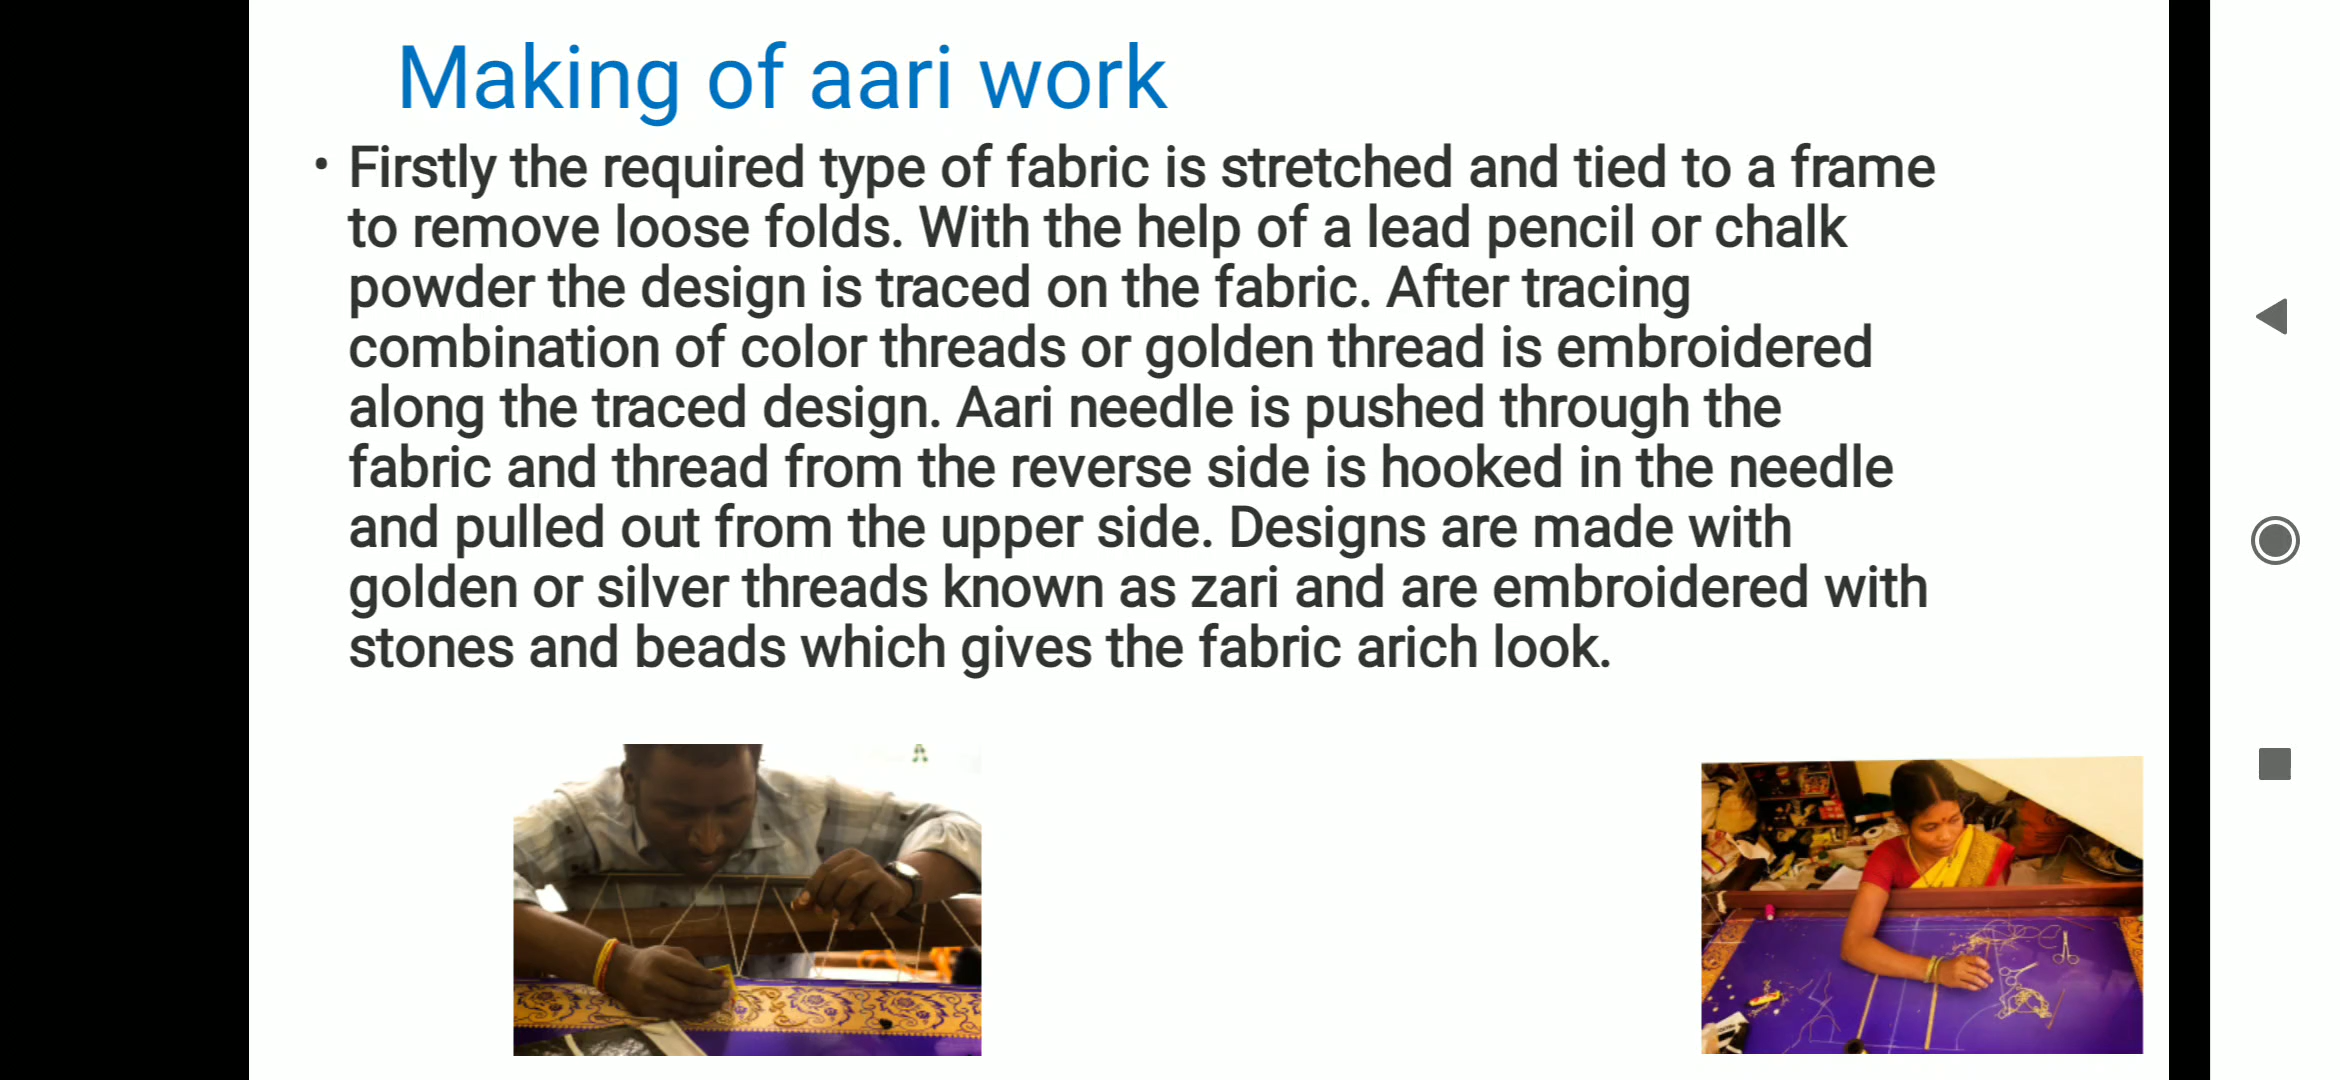 Making of aari work
• Firstly the required type of fabric is stretched and tied to a frame
to remove loose folds. With the help of a lead pencil or chalk
powder the design is traced on the fabric. After tracing
combination of color threads or golden thread is embroidered
along the traced design. Aari needle is pushed through the
fabric and thread from the reverse side is hooked in the needle
and pulled out from the upper side. Designs are made with
golden or silver threads known as zari and are embroidered with
stones and beads which gives the fabric arich look.